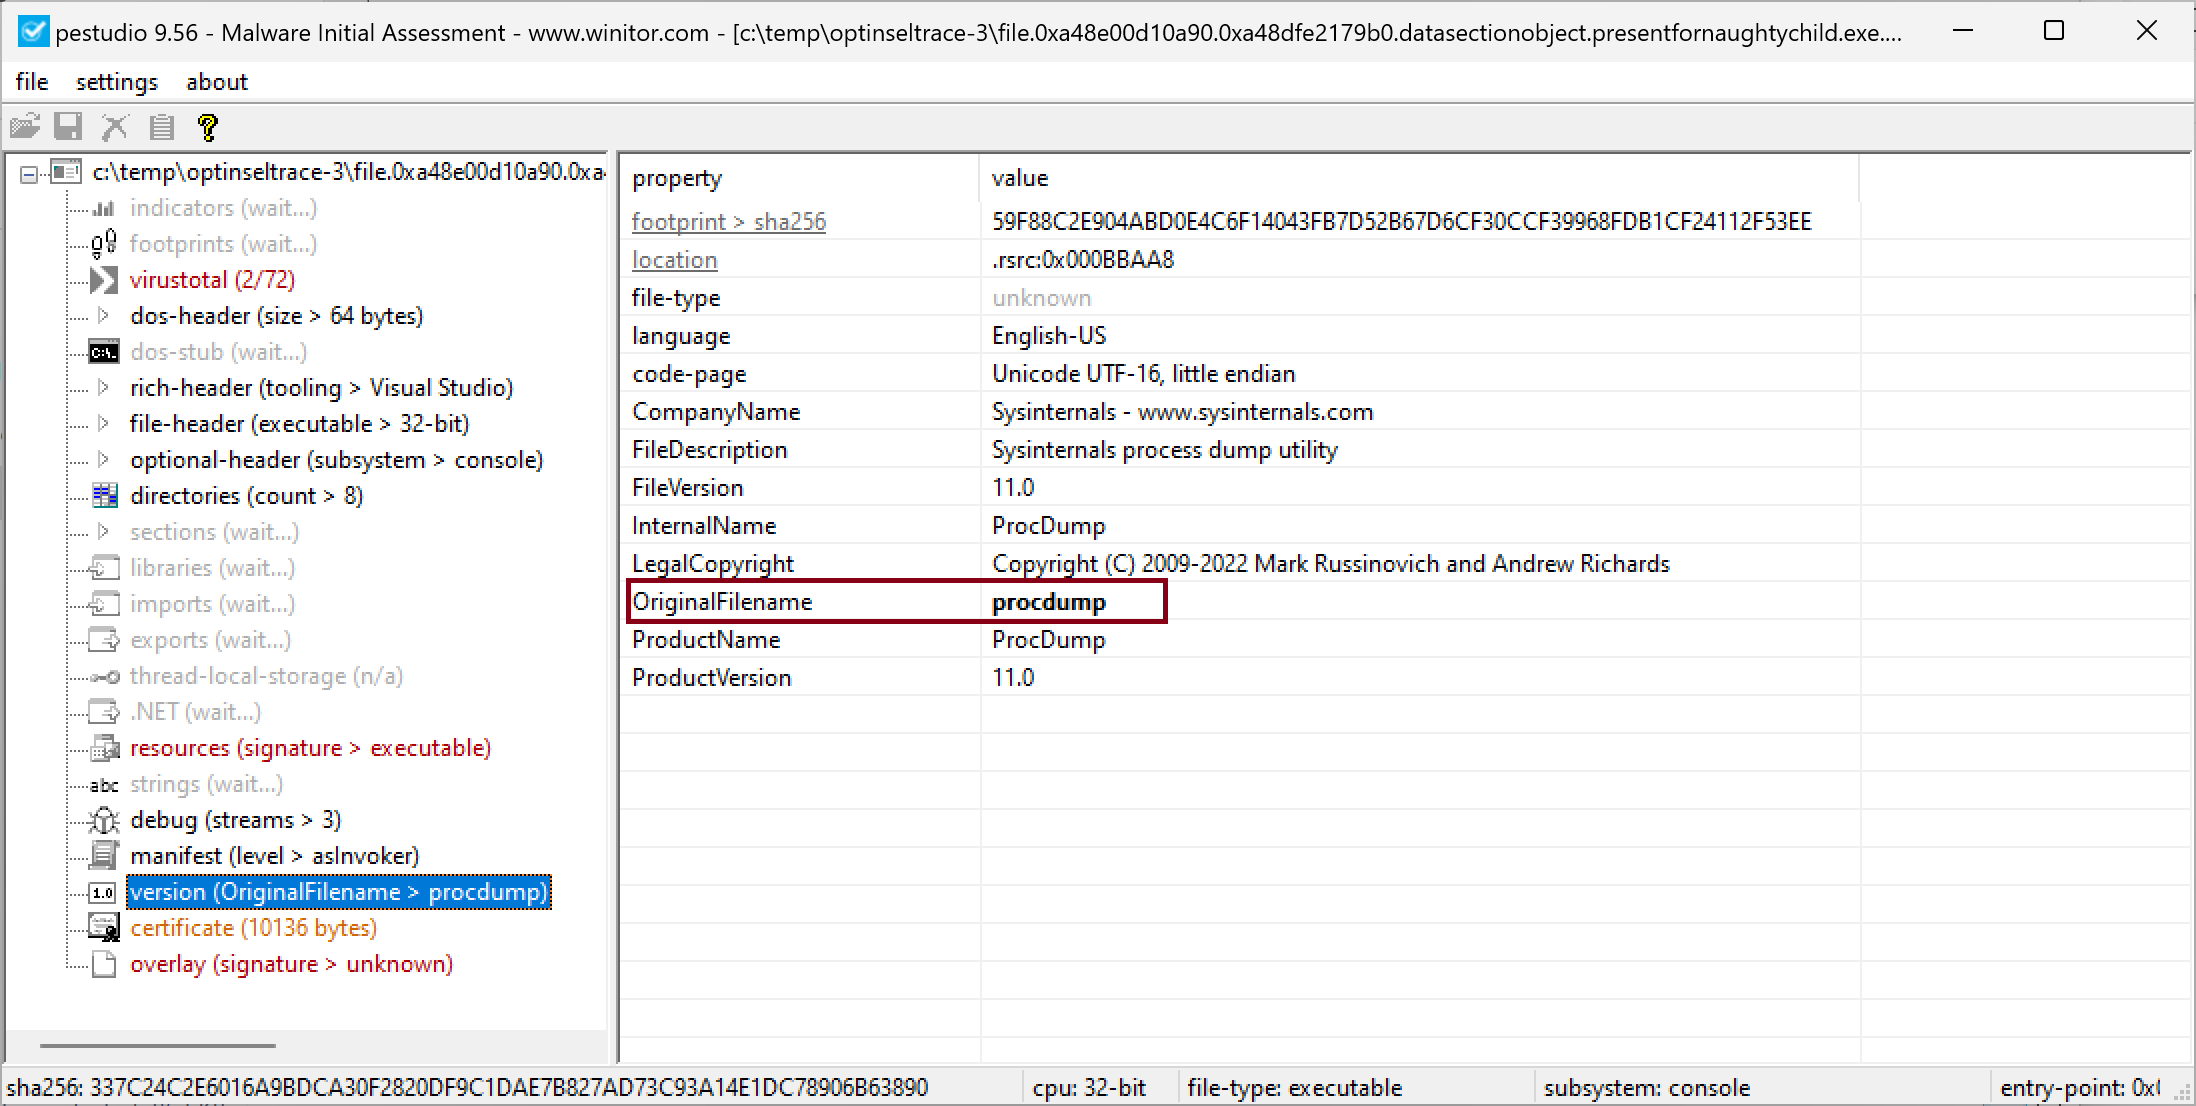 pestudio 9.56 - Malware Initial Assessment - www.winitor.com - [c:\temp\optinseltrace-3\file.0xa48e00d10a90.0xa48dfe2179b0.datasectionobject.presentfornaughtychild.exe....
file settings about
c:\temp\optinseltrace-3\file.0xa48e00d10a90.0xa
indicators (wait...)
footprints (wait...)
virustotal (2/72)
dos-header (size > 64 bytes)
dos-stub (wait...)
rich-header (tooling > Visual Studio)
file-header (executable > 32-bit)
optional-header (subsystem > console)
directories (count > 8)
sections (wait...)
libraries (wait...)
imports (wait...)
exports (wait...)
thread-local-storage (n/a)
.NET (wait...)
resources (signature > executable)
abc strings (wait...)
debug (streams > 3)
manifest (level > asInvoker)
1.0 version (OriginalFilename > procdump)
certificate (10136 bytes)
overlay (signature > unknown)
property value
footprint > sha256 59F88C2E904ABD0E4C6F14043FB7D52B67D6CF30CCF39968FDB1CF24112F53EE
location .rsrc:0x000BBAA8
file-type unknown
language English-US
code-page Unicode UTF-16, little endian
CompanyName Sysinternals - www.sysinternals.com
FileDescription Sysinternals process dump utility
FileVersion 11.0
InternalName ProcDump
LegalCopyright Copyright (C) 2009-2022 Mark Russinovich and Andrew Richards
OriginalFilename procdump
ProductName ProcDump
ProductVersion 11.0
sha256: 337C24C2E6016A9BDCA30F2820DF9C1DAE7B827AD73C93A14E1DC78906B63890 cpu: 32-bit file-type: executable subsystem: console entry-point: 0x